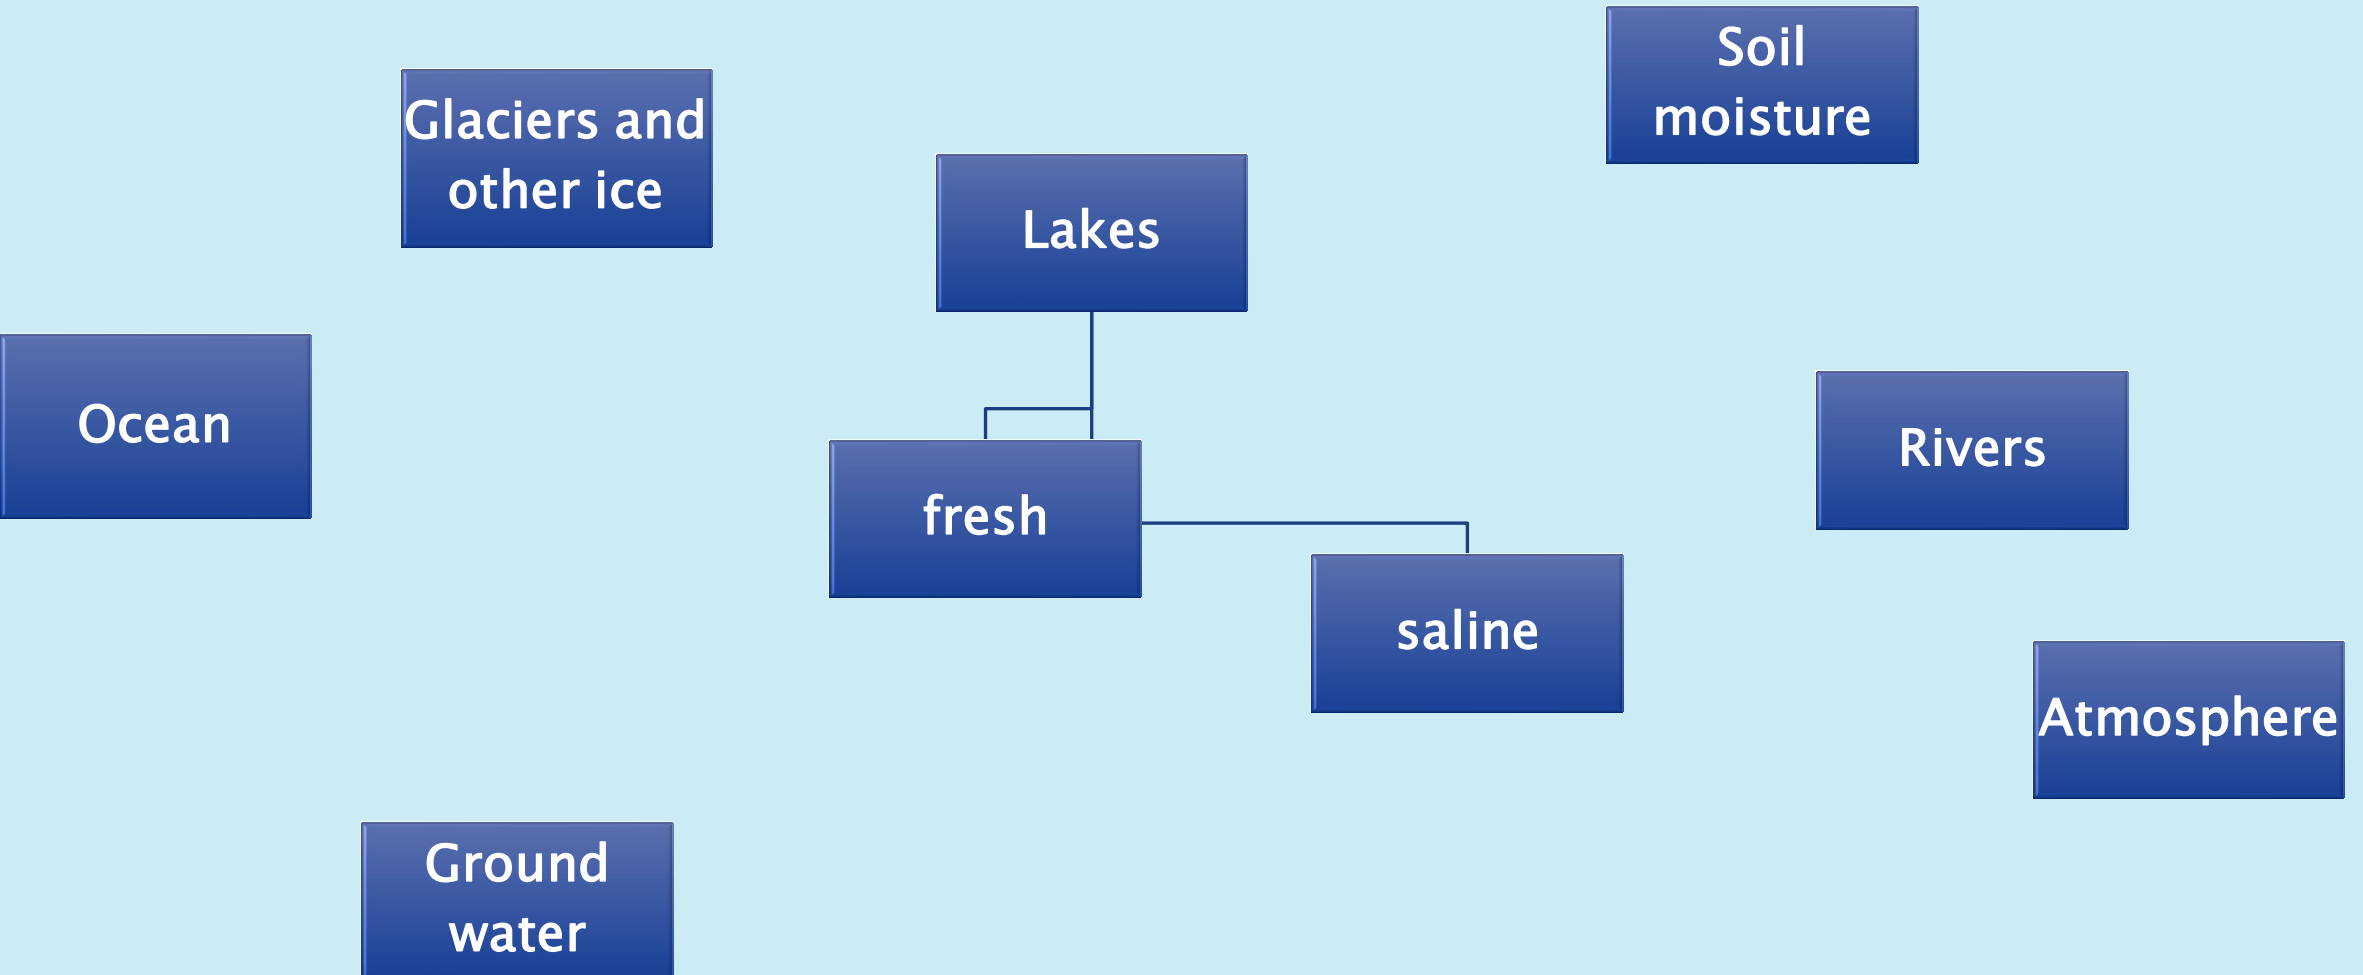 Soil
moisture
Glaciers and
other ice
Lakes
Ocean
Rivers
fresh
saline
Atmosphere
Ground
water